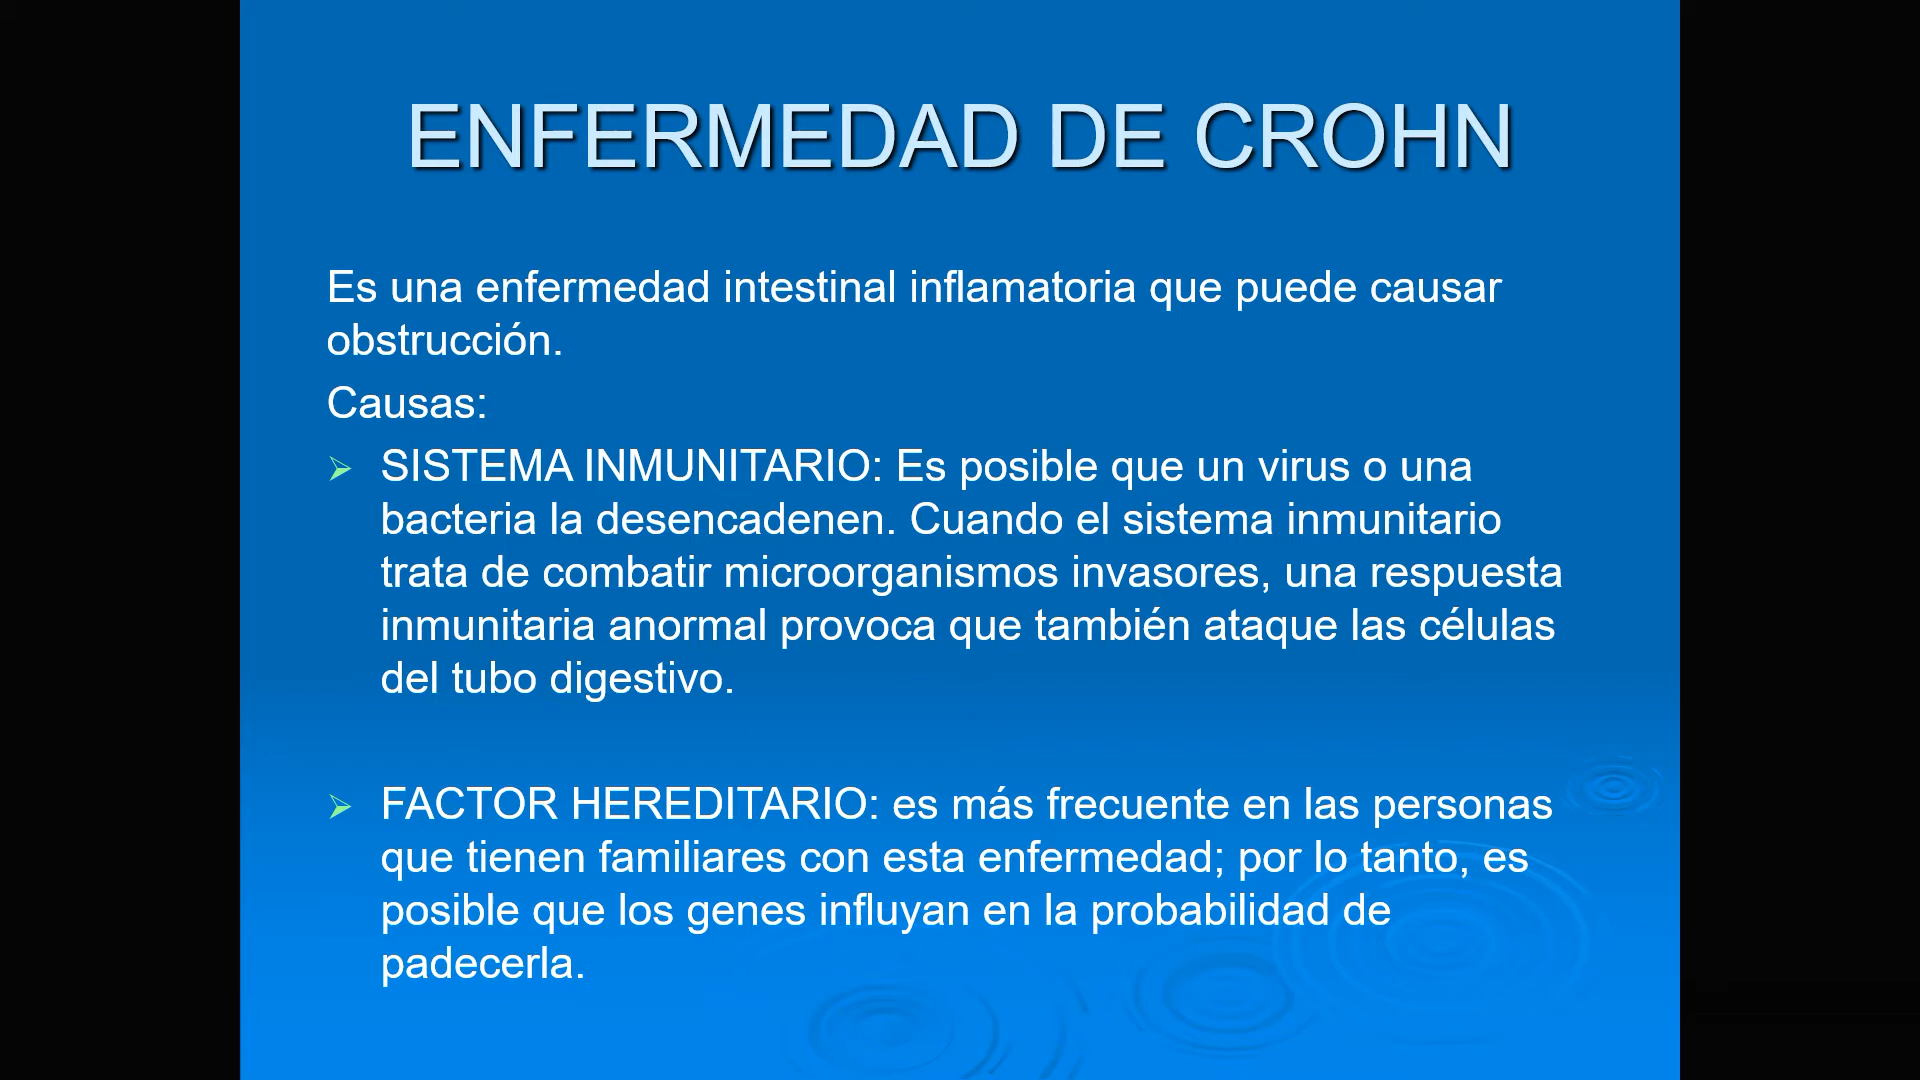 ENFERMEDAD DE CROHN
Es una enfermedad intestinal inflamatoria que puede causar
obstrucción.
Causas:
SISTEMA INMUNITARIO: Es posible que un virus o una
bacteria la desencadenen. Cuando el sistema inmunitario
trata de combatir microorganismos invasores, una respuesta
inmunitaria anormal provoca que también ataque las células
del tubo digestivo.
FACTOR HEREDITARIO: es más frecuente en las personas
que tienen familiares con esta enfermedad; por lo tanto, es
posible que los genes influyan en la probabilidad de
padecerla.